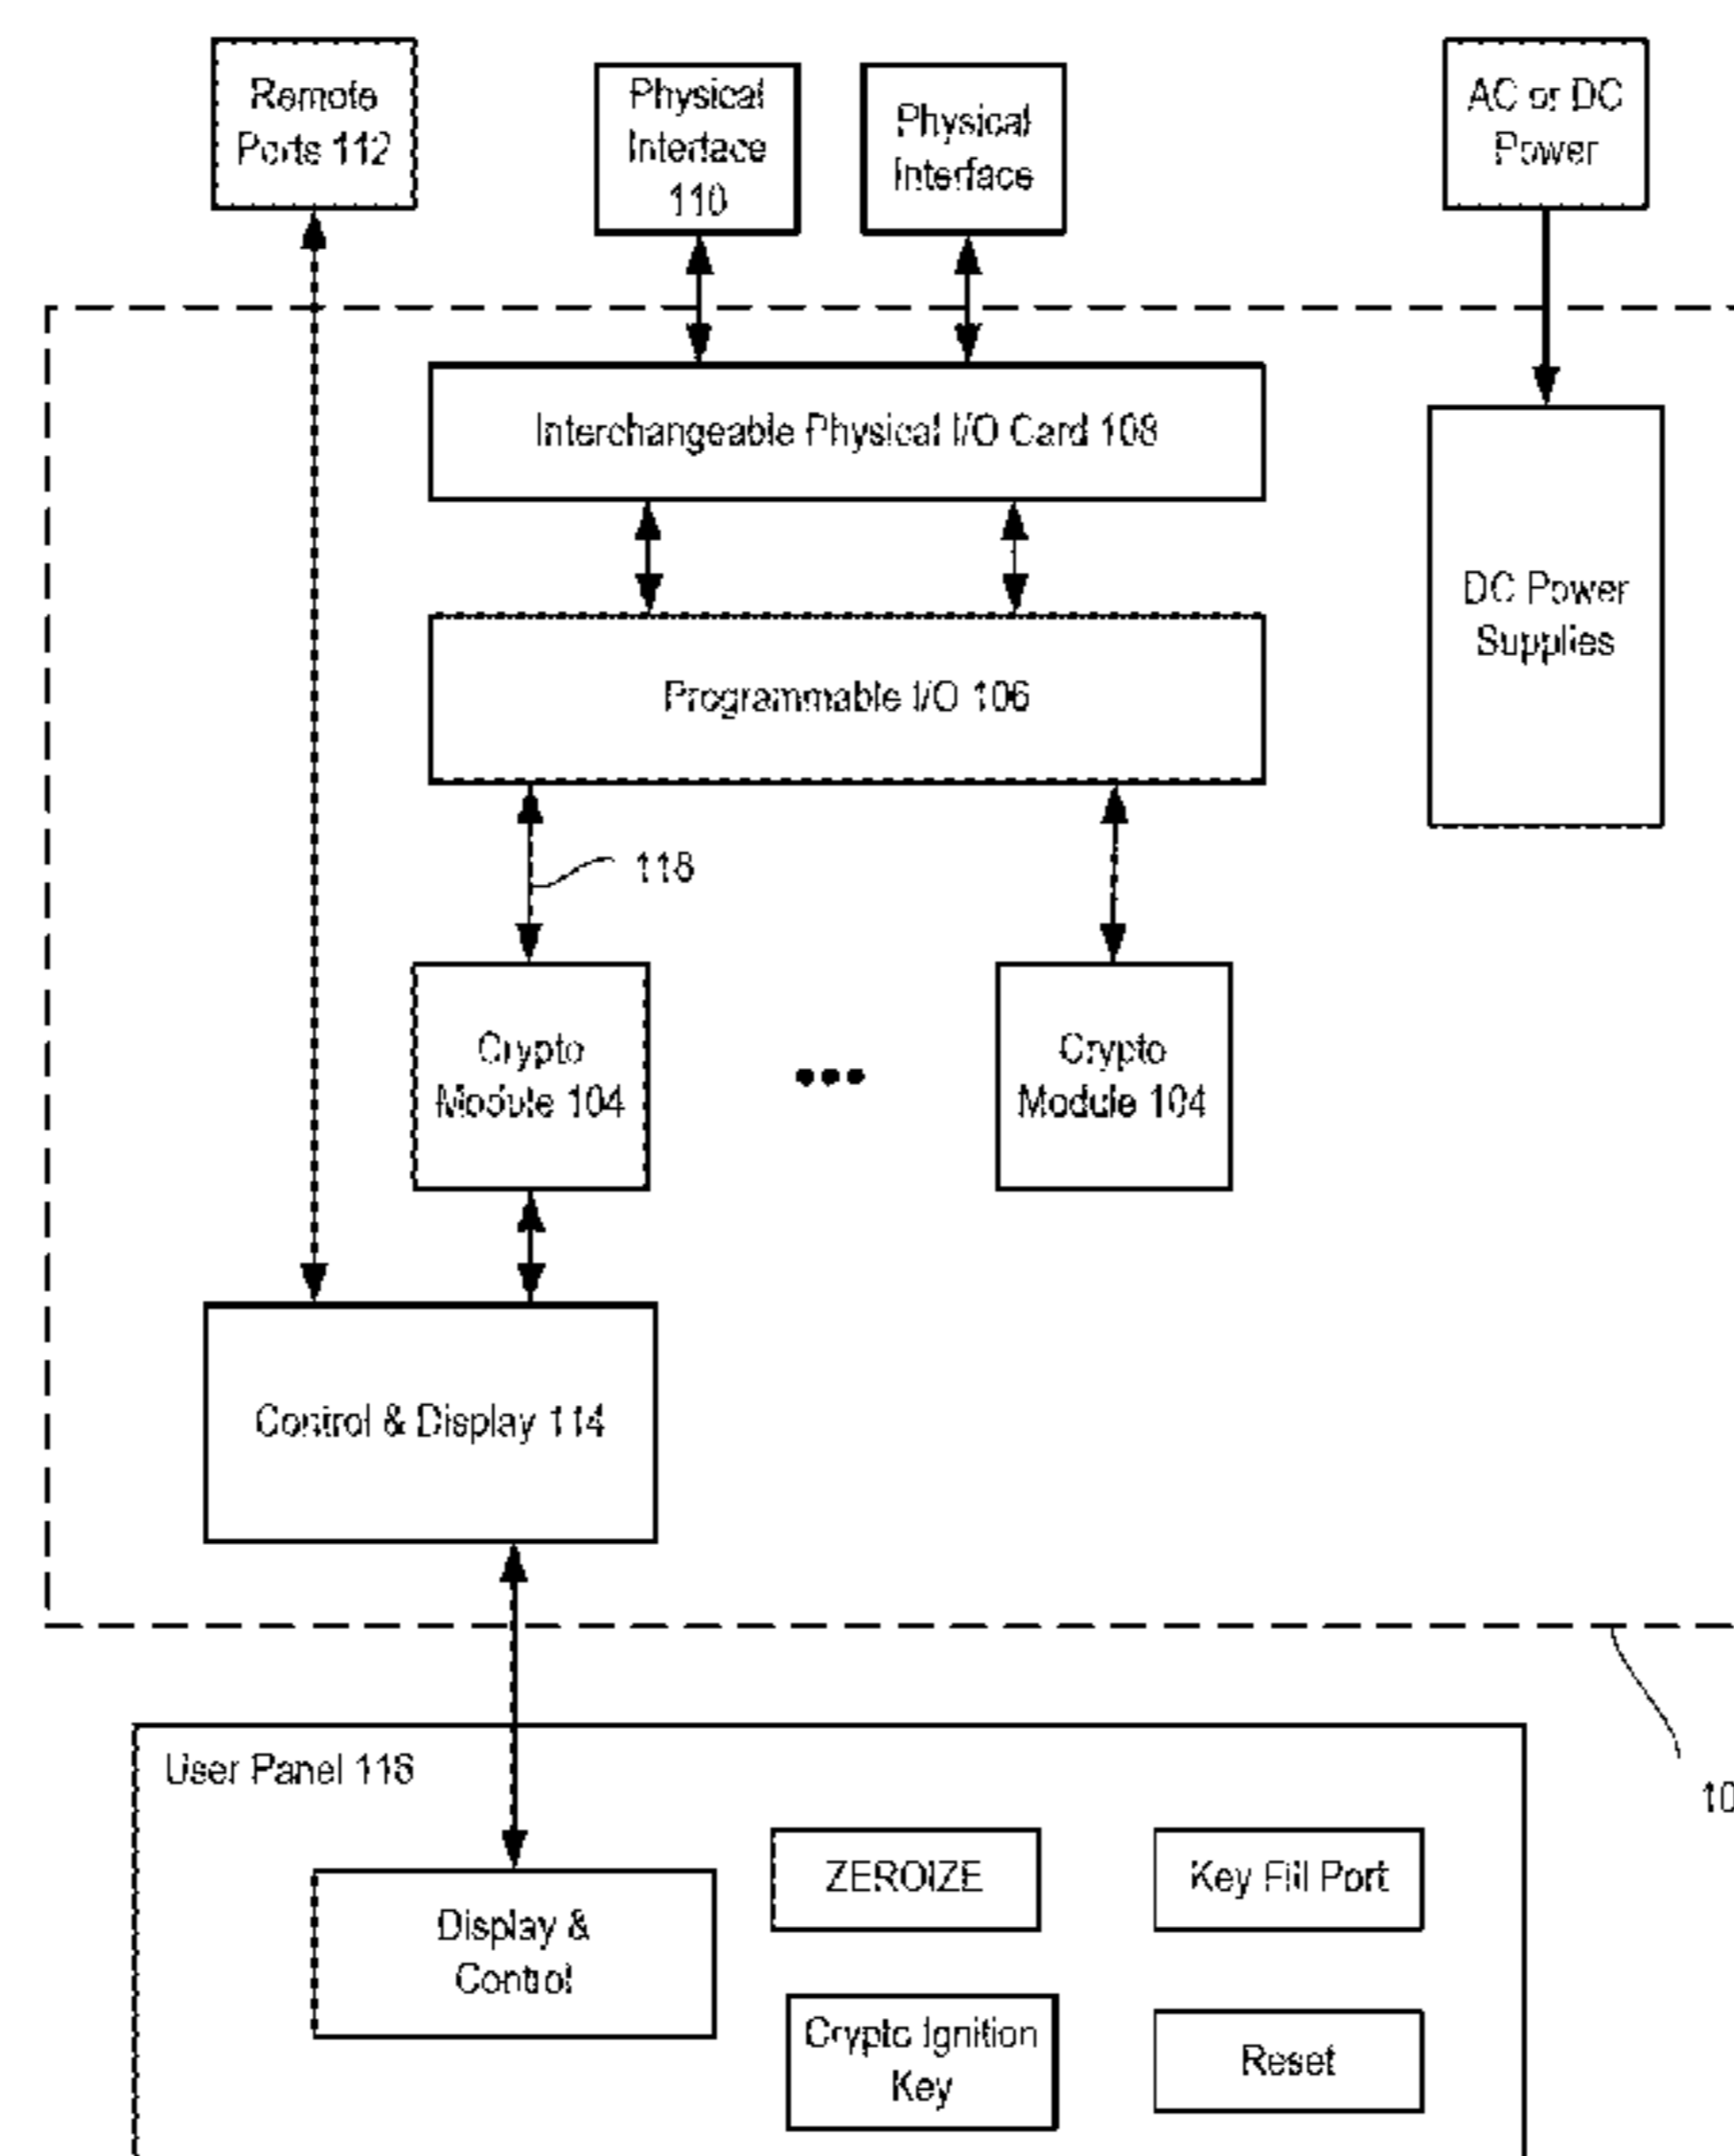 Remote
Ports 112
Physical
Interface
110
Physical
Interface
AC or DC
Power
Interchangeable Physical I/O Card 108
DC Power
Supplies
Programmable I/O 106
118
Crypto
Module 104
•••
Crypto
Module 104
Control & Display 114
User Panel 116
10
ZEROIZE
Key Fill Port
Display &
Control
Crypto Ignition
Key
Reset